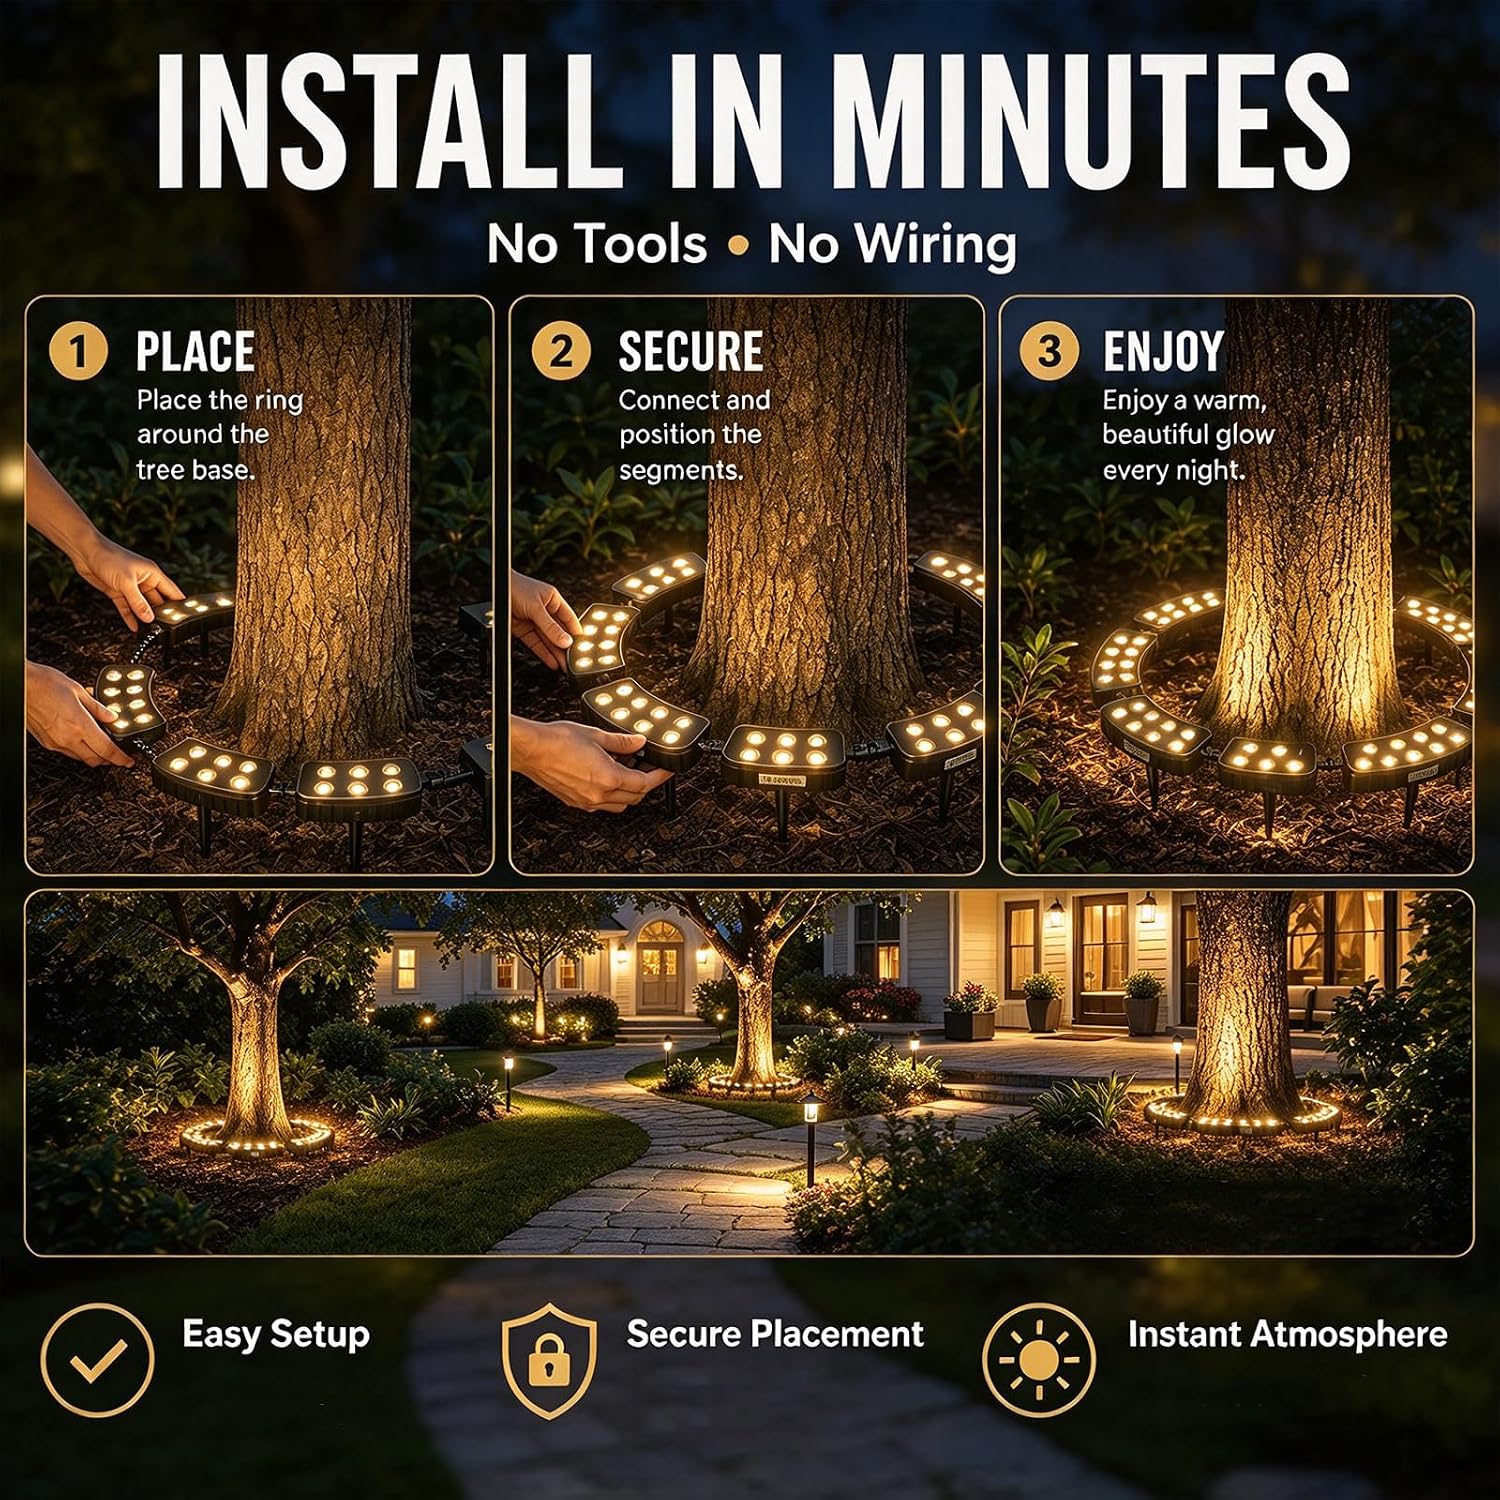 INSTALL IN MINUTES
No Tools • No Wiring
1 PLACE
Place the ring
around the
tree base.
2 SECURE
Connect and
position the
segments.
3 ENJOY
Enjoy a warm,
beautiful glow
every night.
Easy Setup
Secure Placement
Instant Atmosphere